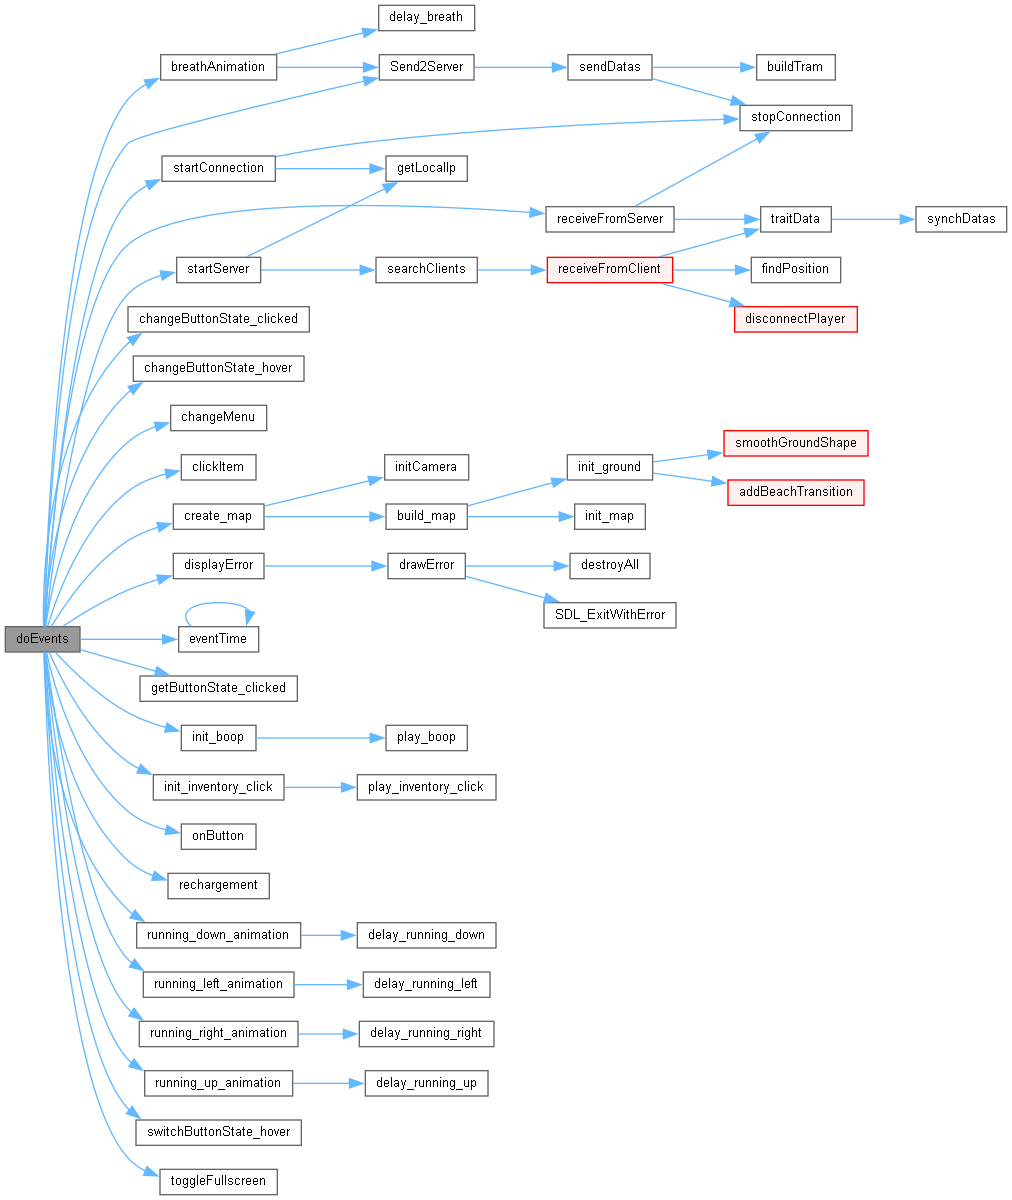 delay_breath
breathAnimation
Send2Server
sendDatas
buildTram
stopConnection
startConnection
getLocalIp
receiveFromServer
traitData
synchDatas
startServer
searchClients
receiveFromClient
findPosition
changeButtonState_clicked
disconnectPlayer
changeButtonState_hover
changeMenu
smoothGroundShape
clickItem
initCamera
init_ground
addBeachTransition
create_map
build_map
init_map
displayError
drawError
destroyAll
SDL_ExitWithError
doEvents
eventTime
getButtonState_clicked
init_boop
play_boop
init_inventory_click
play_inventory_click
onButton
rechargement
running_down_animation
delay_running_down
running_left_animation
delay_running_left
running_right_animation
delay_running_right
running_up_animation
delay_running_up
switchButtonState_hover
toggleFullscreen